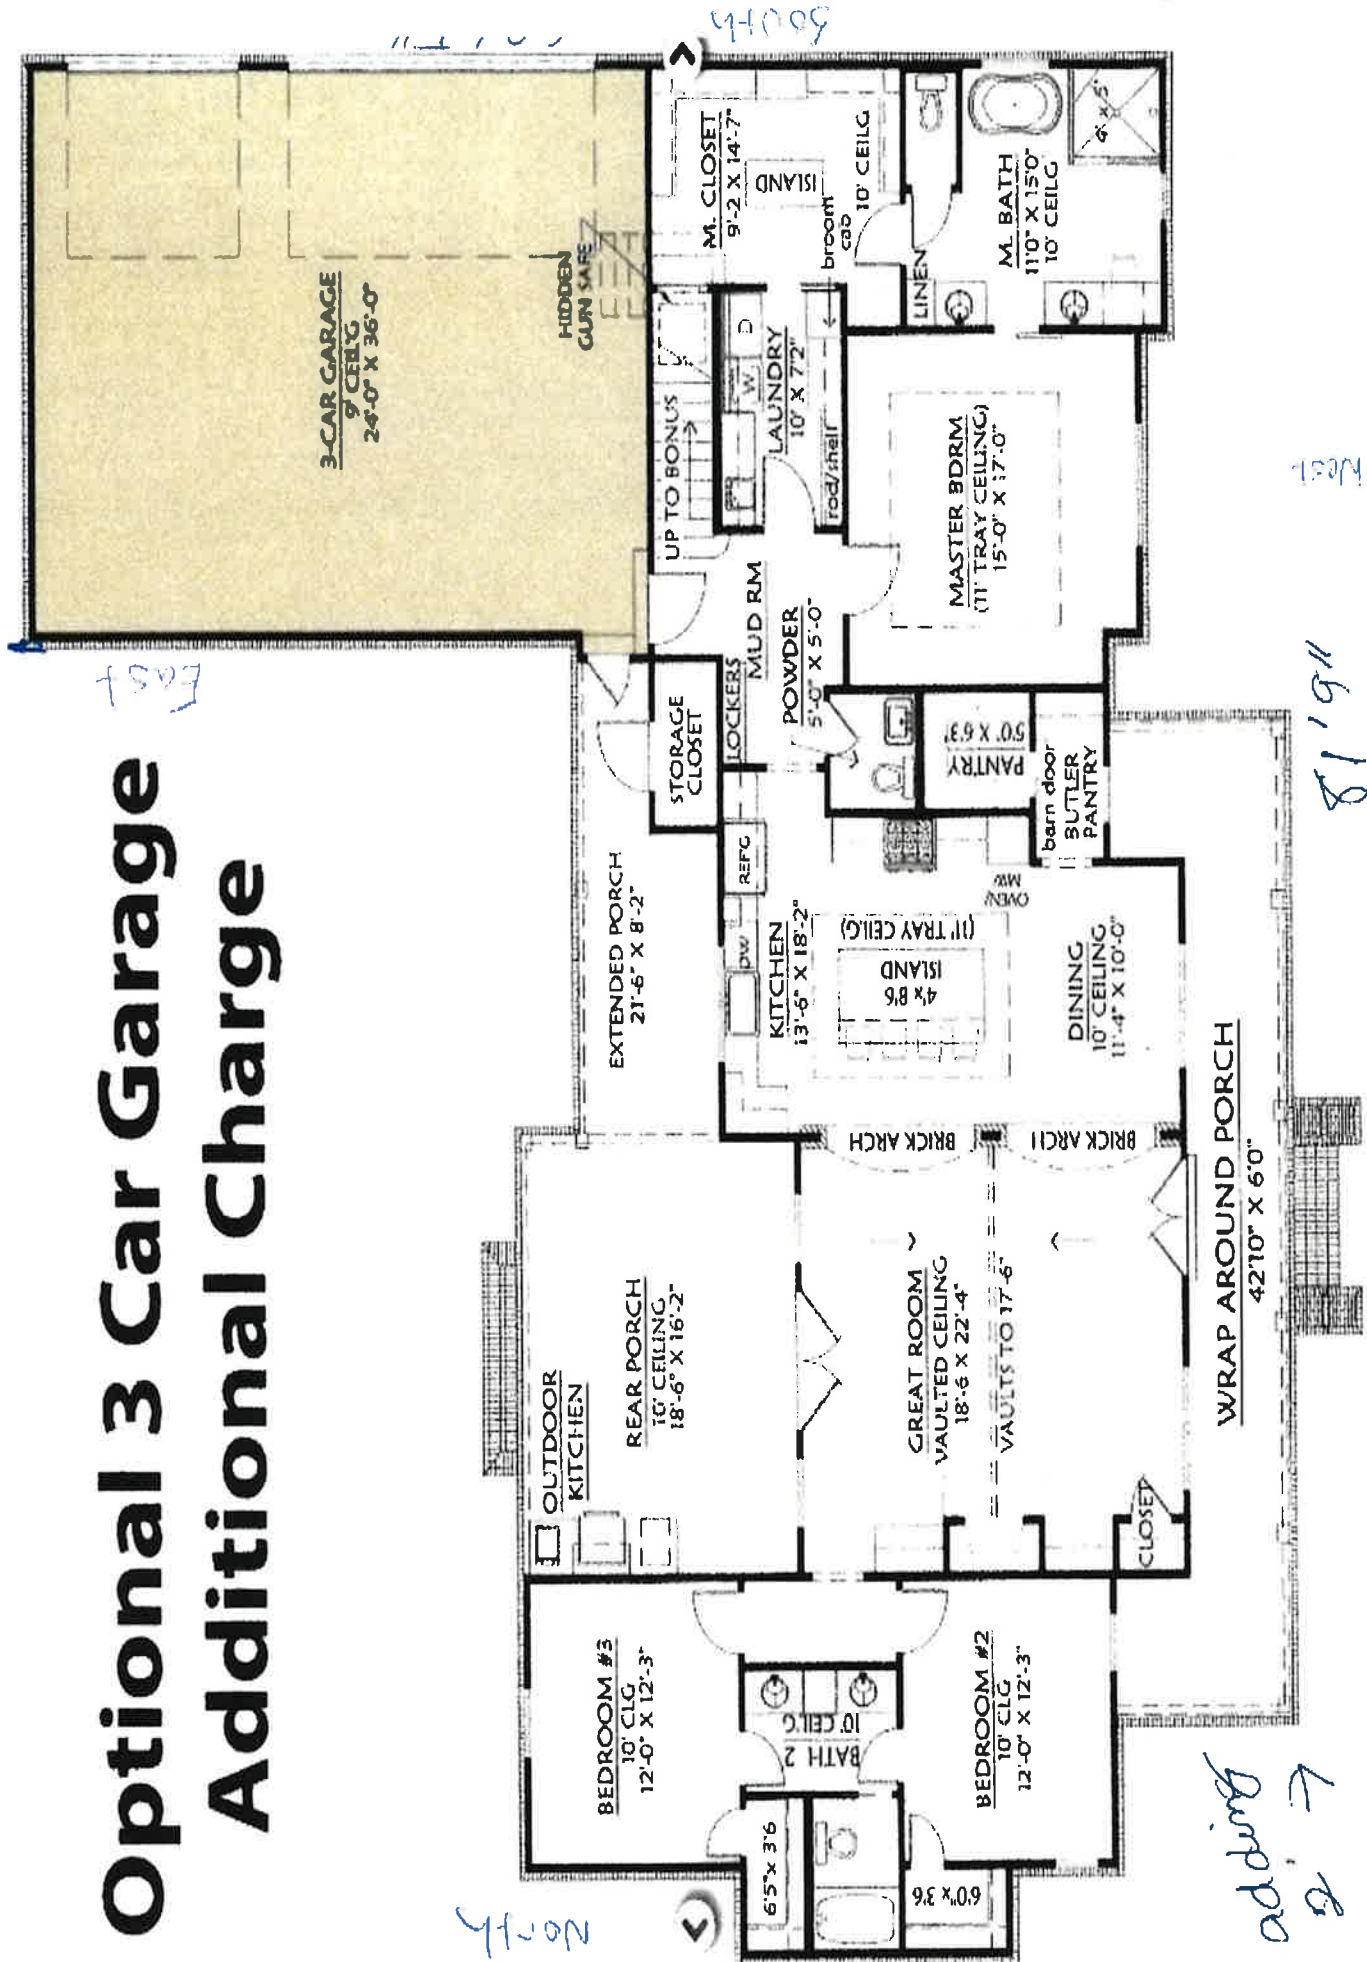 Optional 3 Car Garage
Additional Charge
South
East
West
North
81'9"
adding
2'
3-CAR GARAGE
9' CEIL'G
24'-0" X 36'-0"
HIDDEN
GUN SAFE
M. CLOSET
9'-2 X 14'-7"
ISLAND
10' CEILG
broom
cab
LINEN
M. BATH
11'0" X 15'0"
10' CEILG
4' x 5'
UP TO BONUS
W
D
LAUNDRY
10' X 7'2"
rod/shelf
MASTER BDRM
(11' TRAY CEILING)
15'-0" X 17'-0"
MUD RM
LOCKERS
POWDER
5'-0" X 5'-0"
STORAGE
CLOSET
PANTRY
5'0" X 6'3"
barn door
BUTLER
PANTRY
EXTENDED PORCH
21'-6" X 8'-2"
REFG
DW
KITCHEN
13'-6" X 18'-2"
(11' TRAY CEILG)
ISLAND
4'x 8'6
OVEN/
MW
DINING
10' CEILING
11'-4" X 10'-0"
BRICK ARCH
BRICK ARCH
OUTDOOR
KITCHEN
REAR PORCH
10' CEILING
18'-6" X 16'-2"
GREAT ROOM
VAULTED CEILING
18'-6 X 22'-4"
VAULTS TO 17'-6"
CLOSET
WRAP AROUND PORCH
42'10" X 6'0"
BEDROOM #3
10' CLG
12'-0" X 12'-3"
BATH 2
10' CEIL'G
BEDROOM #2
10' CLG
12'-0" X 12'-3"
6'5"x 3'6
6'0"x 3'6